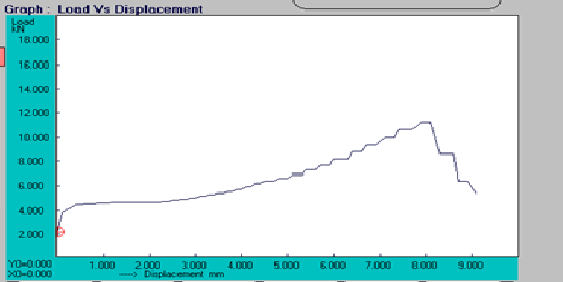 Graph : Load Vs Displacement
Load
kN
18.000
16.000
14.000
12.000
10.000
8.000
6.000
4.000
2.000
Y0=0.000 1.000 2.000 3.000 4.000 5.000 6.000 7.000 8.000 9.000
X0=0.000 ---> Displacement mm